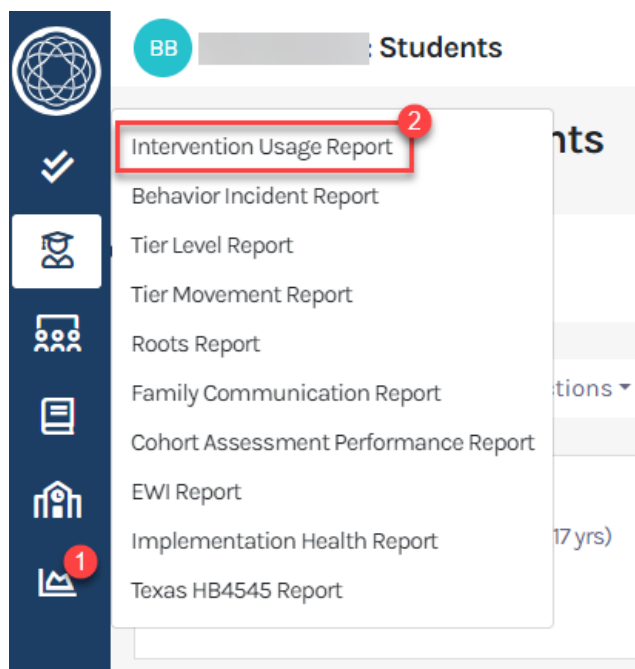 BB : Students
2
nts
Intervention Usage Report
Behavior Incident Report
Tier Level Report
Tier Movement Report
Roots Report
Family Communication Report
tions
Cohort Assessment Performance Report
EWI Report
Implementation Health Report
17 yrs)
1
Texas HB4545 Report